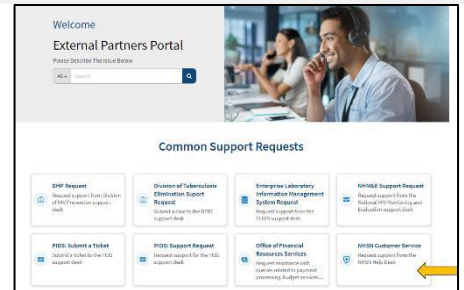 Welcome
External Partners Portal
Please Describe The Issue Below
All
Search
Common Support Requests
DHP Request
Request support from Division
of HIV Prevention support
desk
Division of Tuberculosis
Elimination Suport
Request
Submit a case to the DTBE
support desk
Enterprise Laboratory
Information Management
System Request
Request support from the
ELIMS support desk
NHM&E Support Request
Request support from the
National HIV Monitoring and
Evaluation support desk
PIDS: Submit a Ticket
Submit a ticket to the PIDS
support desk
PIDS: Support Request
Request support for the PIDS
support desk
Office of Financial
Resources Services
Request assistance with
queries related to payment
processing, budget services ...
NHSN Customer Service
Request support from the
NHSN Help Desk